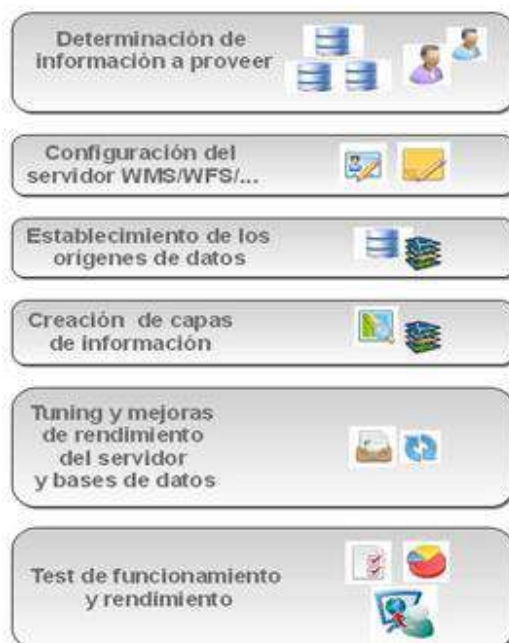 Determinación de
información a proveer
Configuración del
servidor WMS/WFS/...
Establecimiento de los
orígenes de datos
Creación de capas
de información
Tuning y mejoras
de rendimiento
del servidor
y bases de datos
Test de funcionamiento
y rendimiento